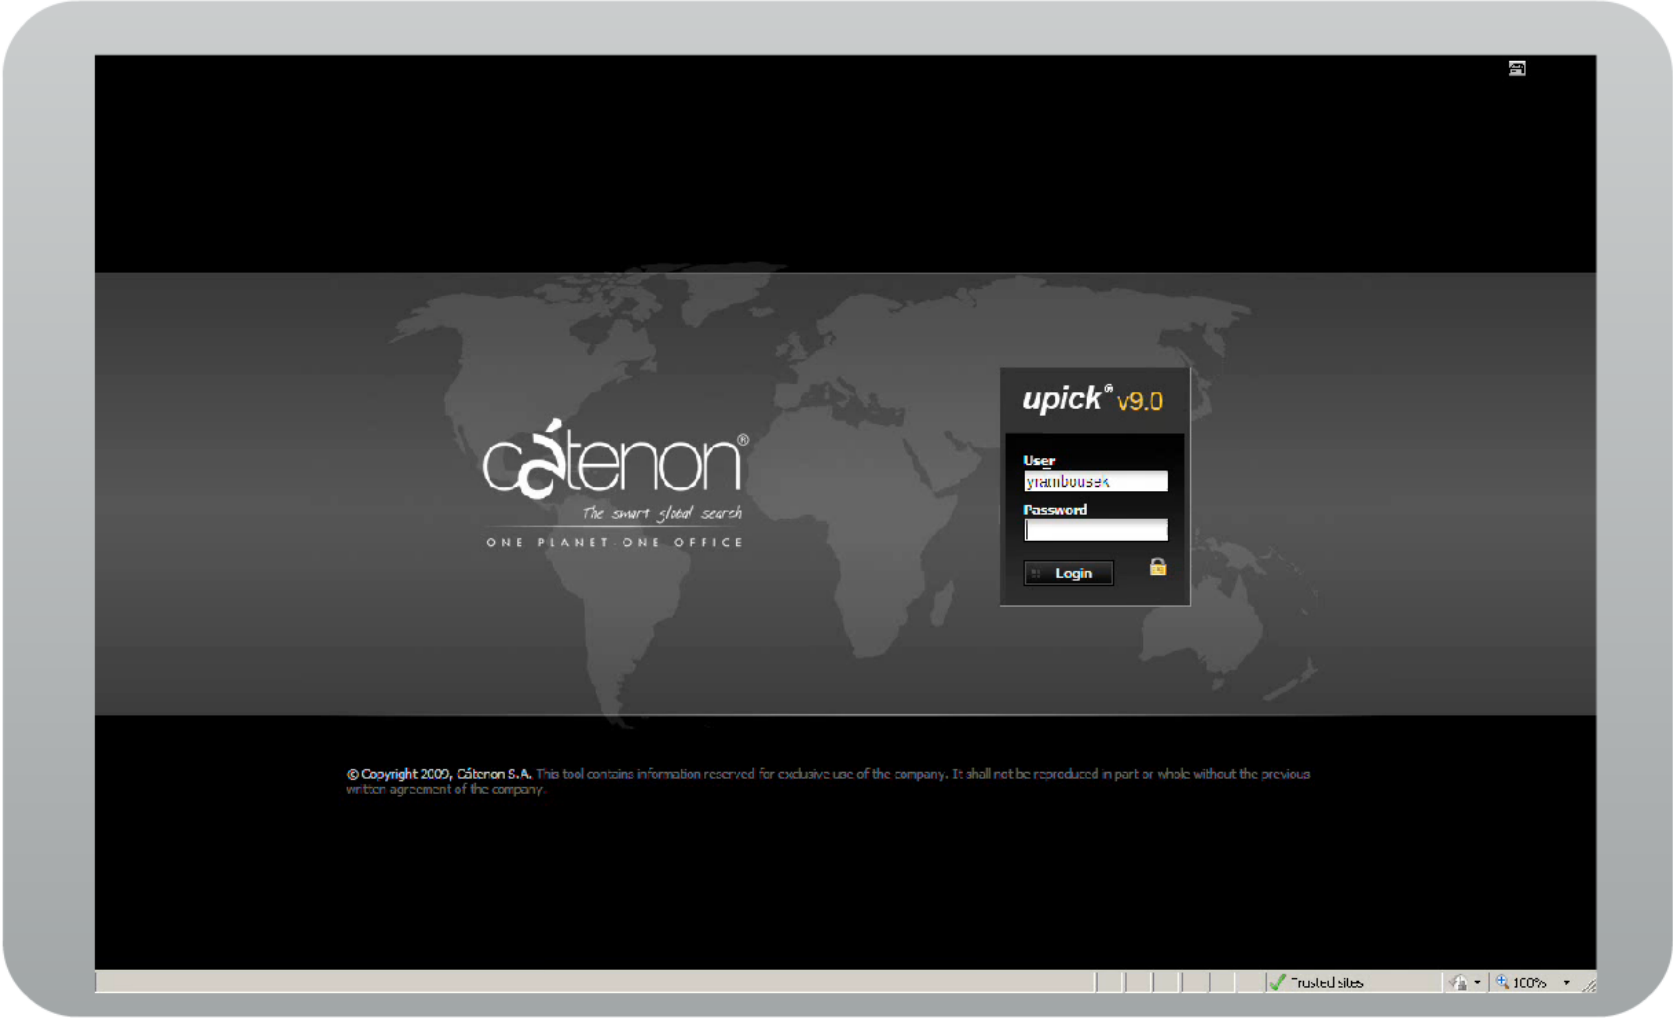 upick® v9.0
cátenon®
The smart global search
ONE PLANET·ONE OFFICE
User
yrambousek
Password
Login
© Copyright 2009, Cátenon S.A. This tool contains information reserved for exclusive use of the company. It shall not be reproduced in part or whole without the previous
written agreement of the company.
Trusted sites
100%